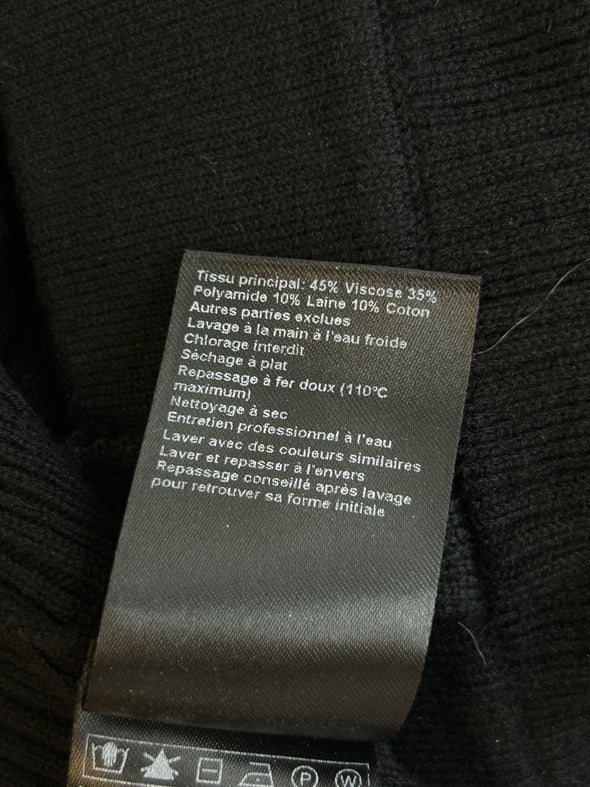 Tissu principal: 45% Viscose 35%
Polyamide 10% Laine 10% Coton
Autres parties exclues
Lavage à la main à l'eau froide
Chlorage interdit
Séchage à plat
Repassage à fer doux (110°C
maximum)
Nettoyage à sec
Entretien professionnel à l'eau
Laver avec des couleurs similaires
Laver et repasser à l'envers
Repassage conseillé après lavage
pour retrouver sa forme initiale
P W